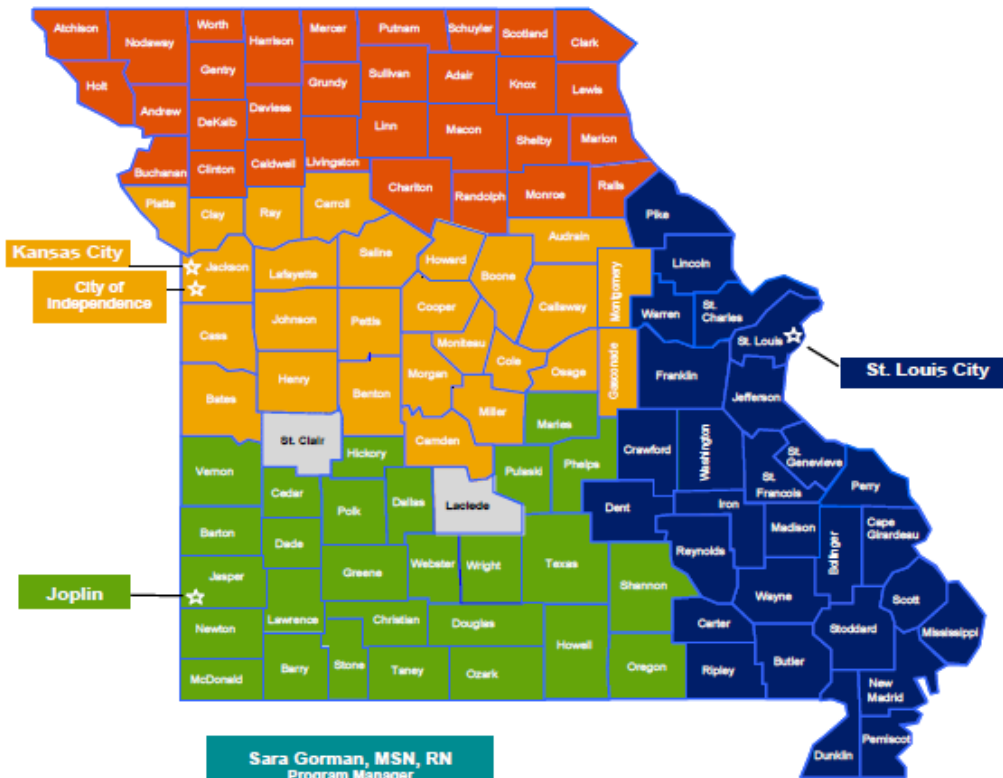 Atchison
Nodaway
Worth
Harrison
Mercer
Putnam
Schuyler
Scotland
Clark
Holt
Gentry
Andrew
DeKalb
Daviess
Grundy
Sullivan
Adair
Knox
Lewis
Linn
Macon
Shelby
Marion
Buchanan
Clinton
Caldwell
Livingston
Chariton
Randolph
Monroe
Ralls
Platte
Clay
Ray
Carroll
Pike
Audrain
Kansas City
Jackson
Lafayette
Saline
Howard
Boone
Callaway
Montgomery
Lincoln
City of
Independence
Cass
Johnson
Pettis
Cooper
Moniteau
Cole
Osage
Gasconade
Warren
St.
Charles
St. Louis
St. Louis City
Franklin
Jefferson
Bates
Henry
Benton
Morgan
Miller
Camden
Maries
St. Clair
Hickory
Vernon
Cedar
Polk
Dallas
Laclede
Pulaski
Phelps
Crawford
Washington
St.
Genevieve
St.
Francois
Perry
Dent
Iron
Madison
Bollinger
Cape
Girardeau
Barton
Dade
Jasper
Greene
Webster
Wright
Texas
Shannon
Reynolds
Wayne
Scott
Joplin
Newton
Lawrence
Christian
Douglas
Howell
Carter
Stoddard
Mississippi
McDonald
Barry
Stone
Taney
Ozark
Oregon
Ripley
Butler
New
Madrid
Dunklin
Pemiscot
Sara Gorman, MSN, RN
Program Manager